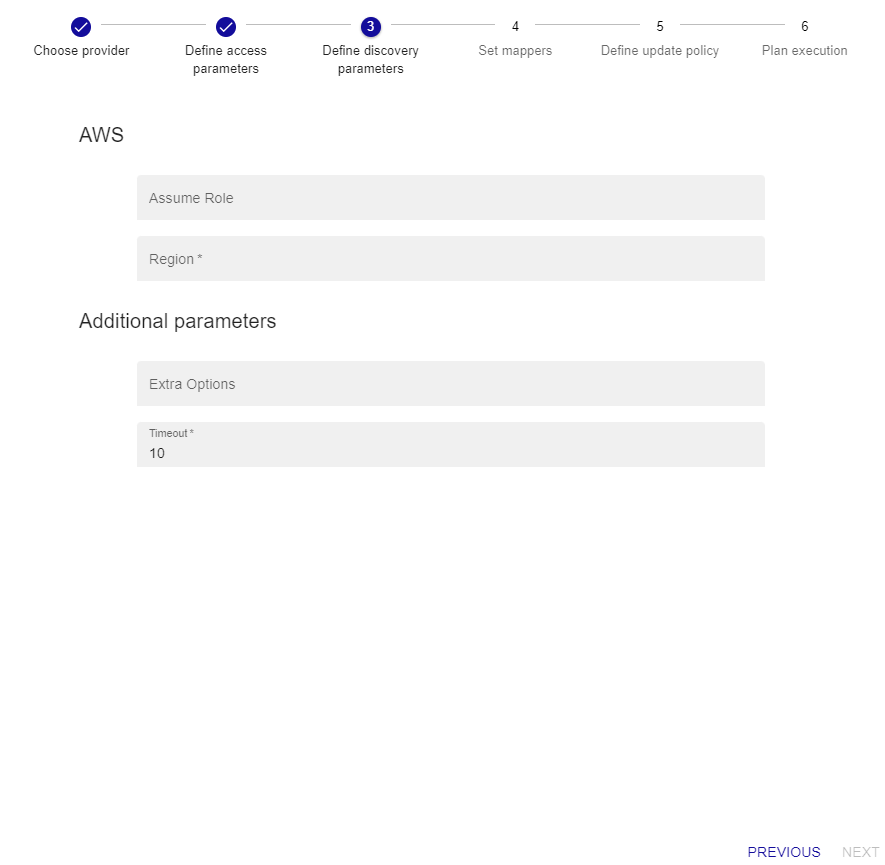 3
4
5
6
Choose provider
Define access
parameters
Define discovery
parameters
Set mappers
Define update policy
Plan execution
AWS
Assume Role
Region *
Additional parameters
Extra Options
Timeout *
10
PREVIOUS
NEXT